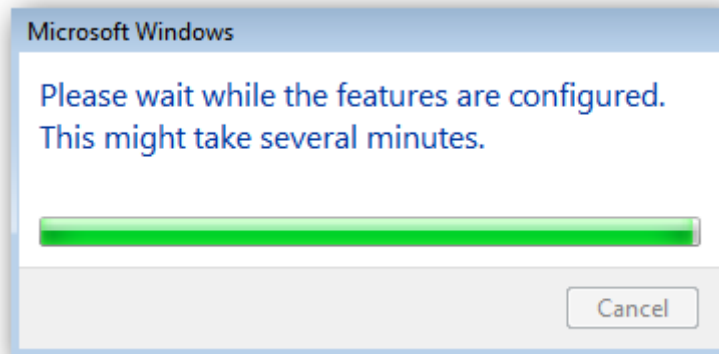 Microsoft Windows
Please wait while the features are configured.
This might take several minutes.
Cancel